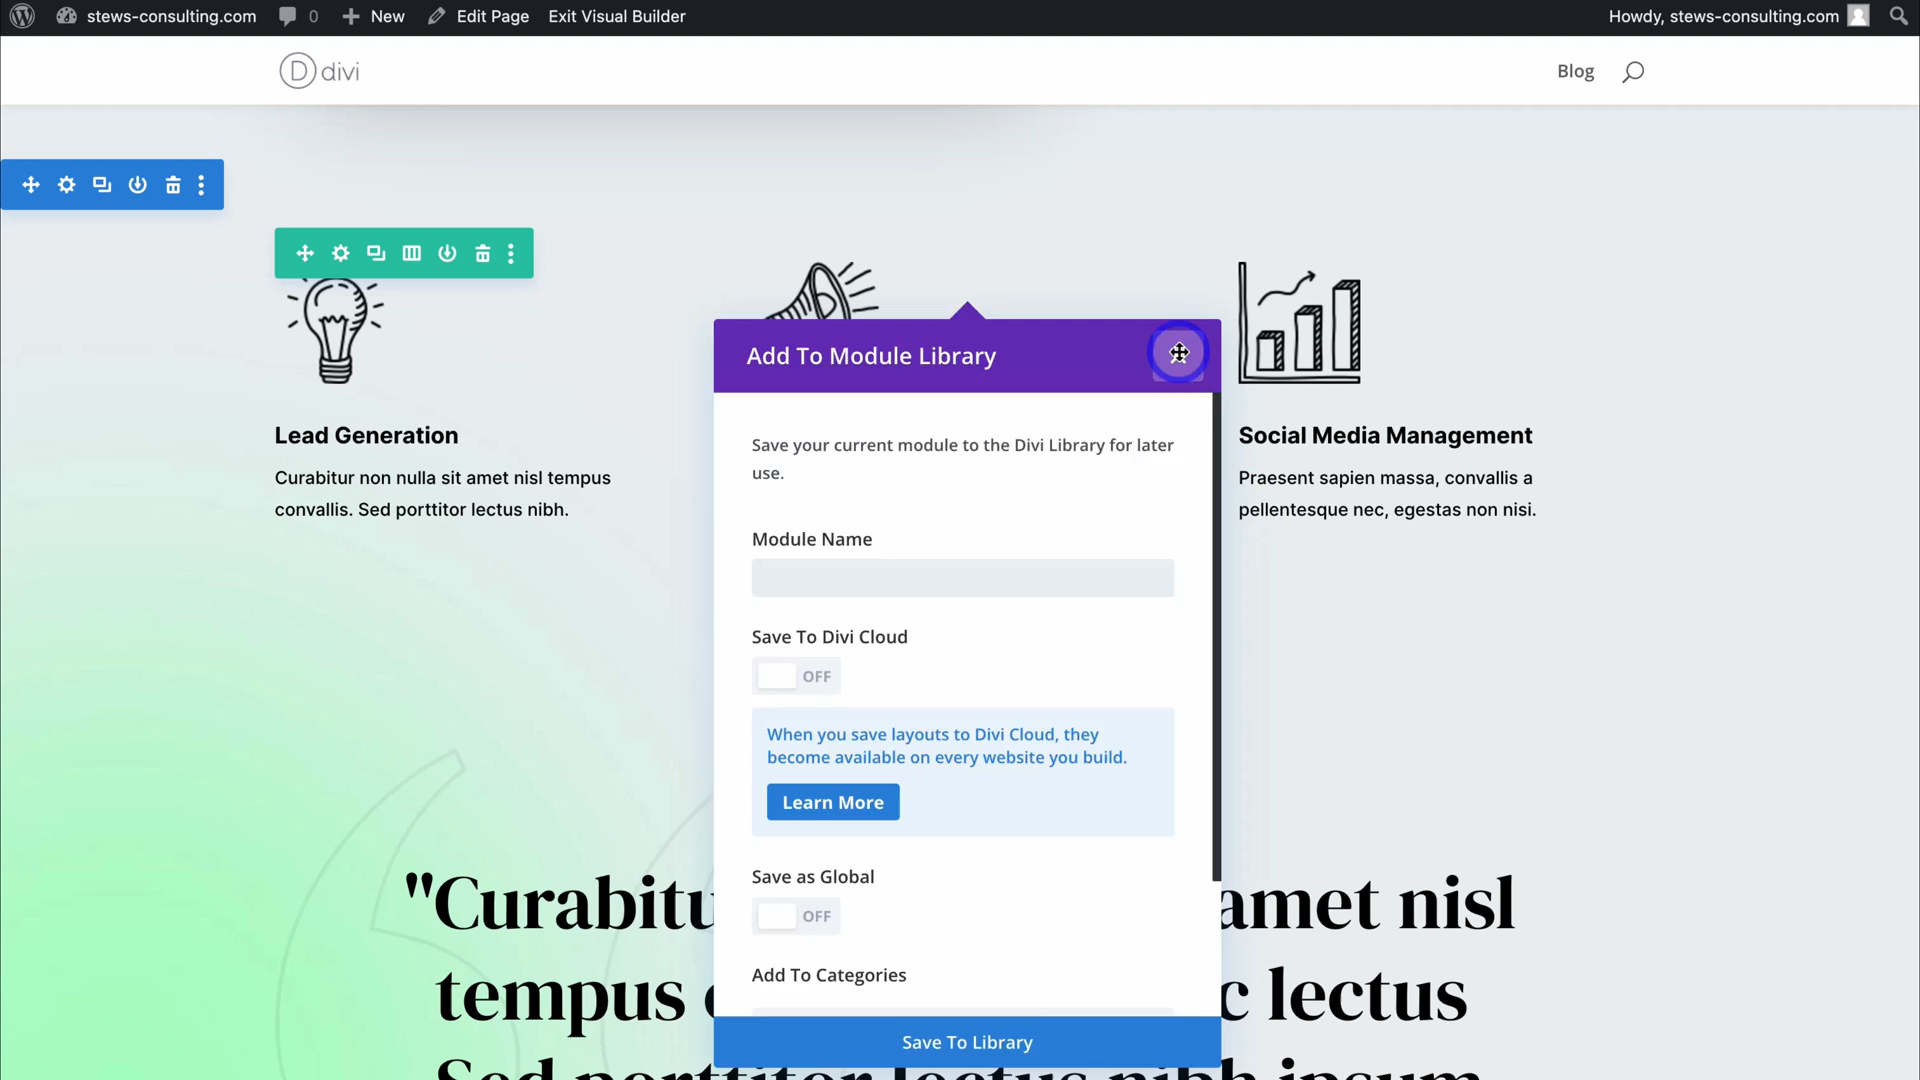 stews-consulting.com 0 New Edit Page Exit Visual Builder Howdy, stews-consulting.com
D divi Blog
Add To Module Library
Lead Generation
Curabitur non nulla sit amet nisl tempus
convallis. Sed porttitor lectus nibh.
Save your current module to the Divi Library for later
use.
Module Name
Save To Divi Cloud
OFF
When you save layouts to Divi Cloud, they
become available on every website you build.
Learn More
Save as Global
OFF
Add To Categories
Save To Library
Social Media Management
Praesent sapien massa, convallis a
pellentesque nec, egestas non nisi.
"Curabitu amet nisl
tempus c lectus